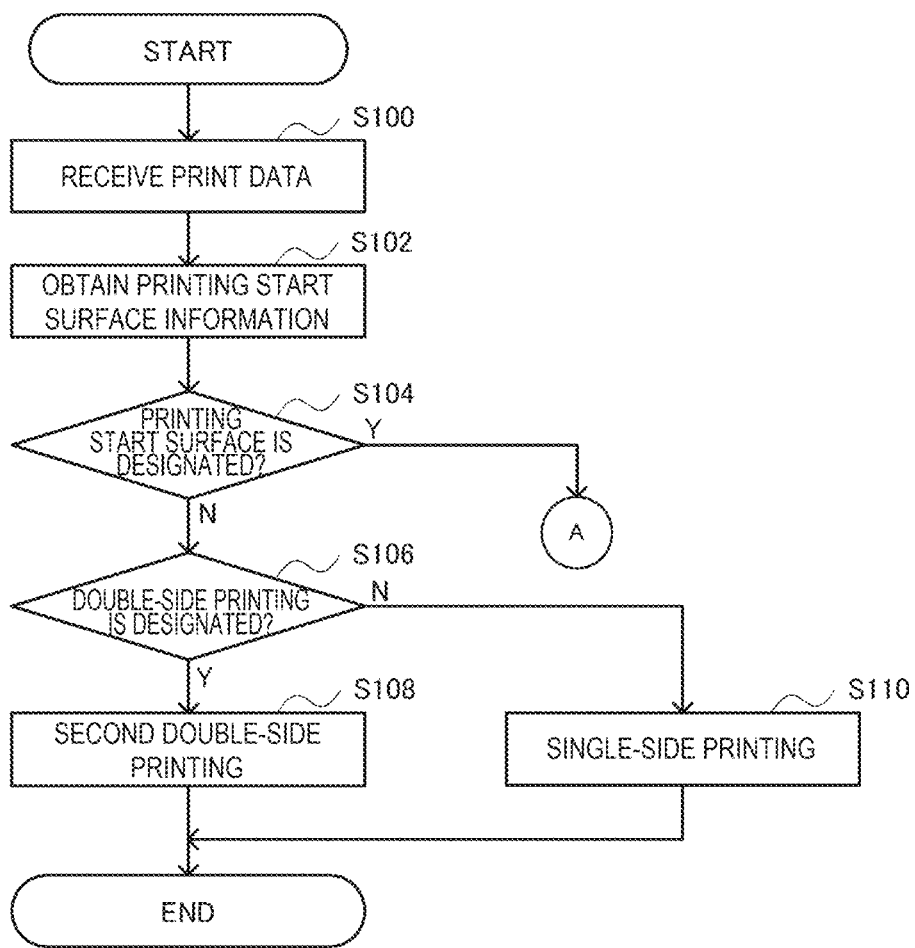 START
S100
RECEIVE PRINT DATA
S102
OBTAIN PRINTING START
SURFACE INFORMATION
S104
PRINTING
START SURFACE IS
DESIGNATED?
Y
N
A
S106
DOUBLE-SIDE PRINTING
IS DESIGNATED?
N
Y
S108
SECOND DOUBLE-SIDE
PRINTING
S110
SINGLE-SIDE PRINTING
END